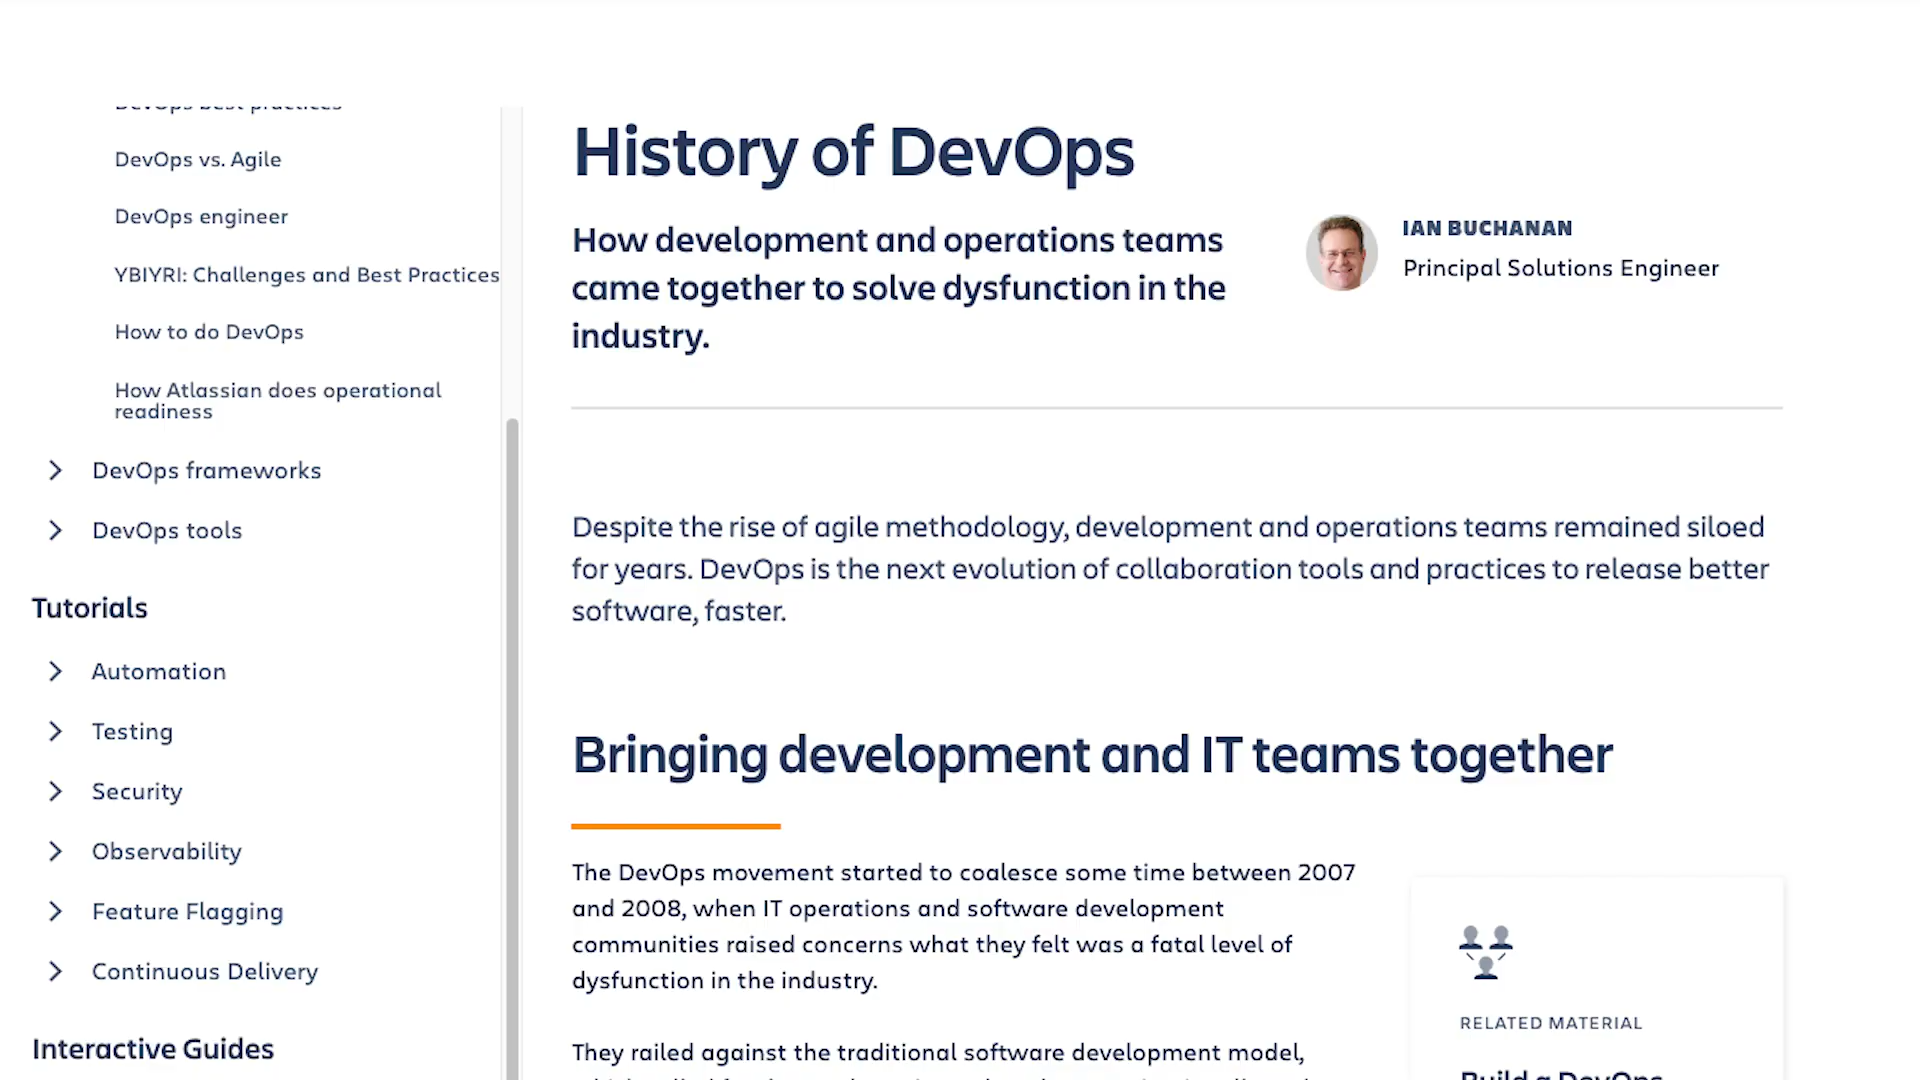 DevOps best practices
DevOps vs. Agile
DevOps engineer
YBIYRI: Challenges and Best Practices
How to do DevOps
How Atlassian does operational
readiness
DevOps frameworks
DevOps tools
Tutorials
Automation
Testing
Security
Observability
Feature Flagging
Continuous Delivery
Interactive Guides
History of DevOps
How development and operations teams
came together to solve dysfunction in the
industry.
IAN BUCHANAN
Principal Solutions Engineer
Despite the rise of agile methodology, development and operations teams remained siloed
for years. DevOps is the next evolution of collaboration tools and practices to release better
software, faster.
Bringing development and IT teams together
The DevOps movement started to coalesce some time between 2007
and 2008, when IT operations and software development
communities raised concerns what they felt was a fatal level of
dysfunction in the industry.
They railed against the traditional software development model,
RELATED MATERIAL
Build a DevOps